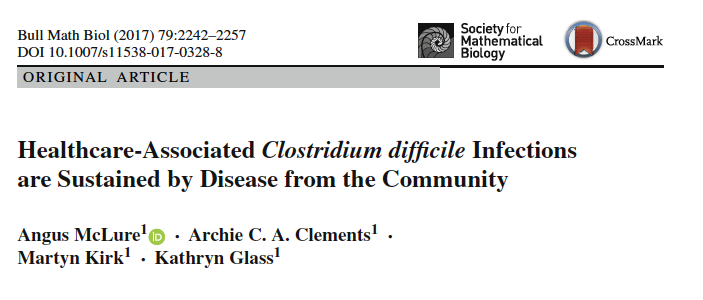 Bull Math Biol (2017) 79:2242–2257
DOI 10.1007/s11538-017-0328-8
Society for
Mathematical
Biology
CrossMark
ORIGINAL ARTICLE
Healthcare-Associated Clostridium difficile Infections
are Sustained by Disease from the Community
Angus McLure¹ iD · Archie C. A. Clements¹ ·
Martyn Kirk¹ · Kathryn Glass¹